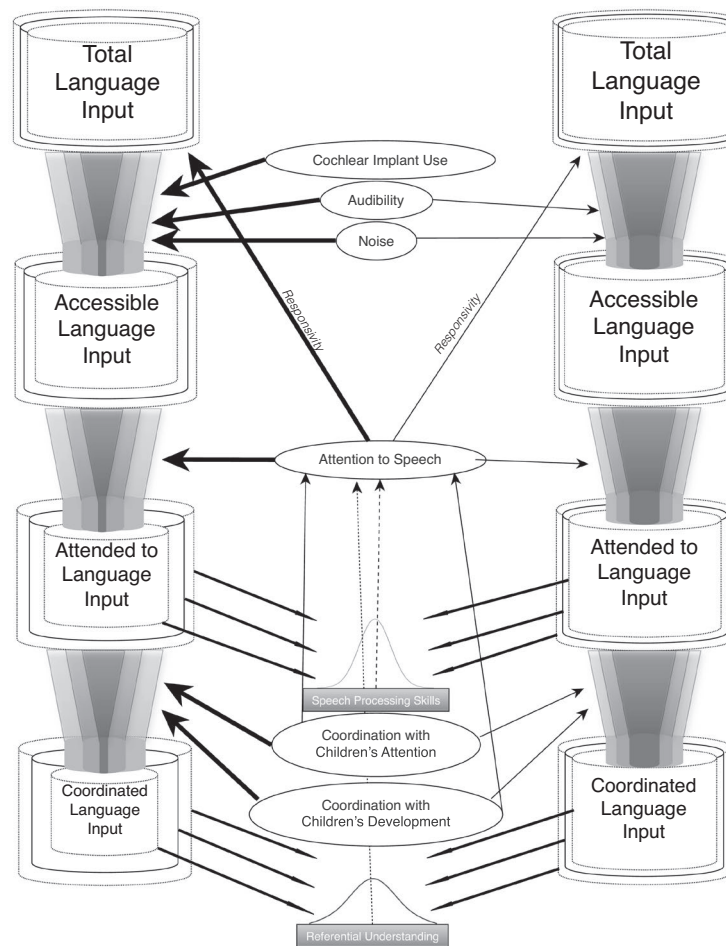 Total
Language
Input
Total
Language
Input
Cochlear Implant Use
Audibility
Noise
Responsivity
Responsivity
Accessible
Language
Input
Accessible
Language
Input
Attention to Speech
Attended to
Language
Input
Attended to
Language
Input
Speech Processing Skills
Coordination with
Children's Attention
Coordinated
Language
Input
Coordination with
Children's Development
Coordinated
Language
Input
Referential Understanding